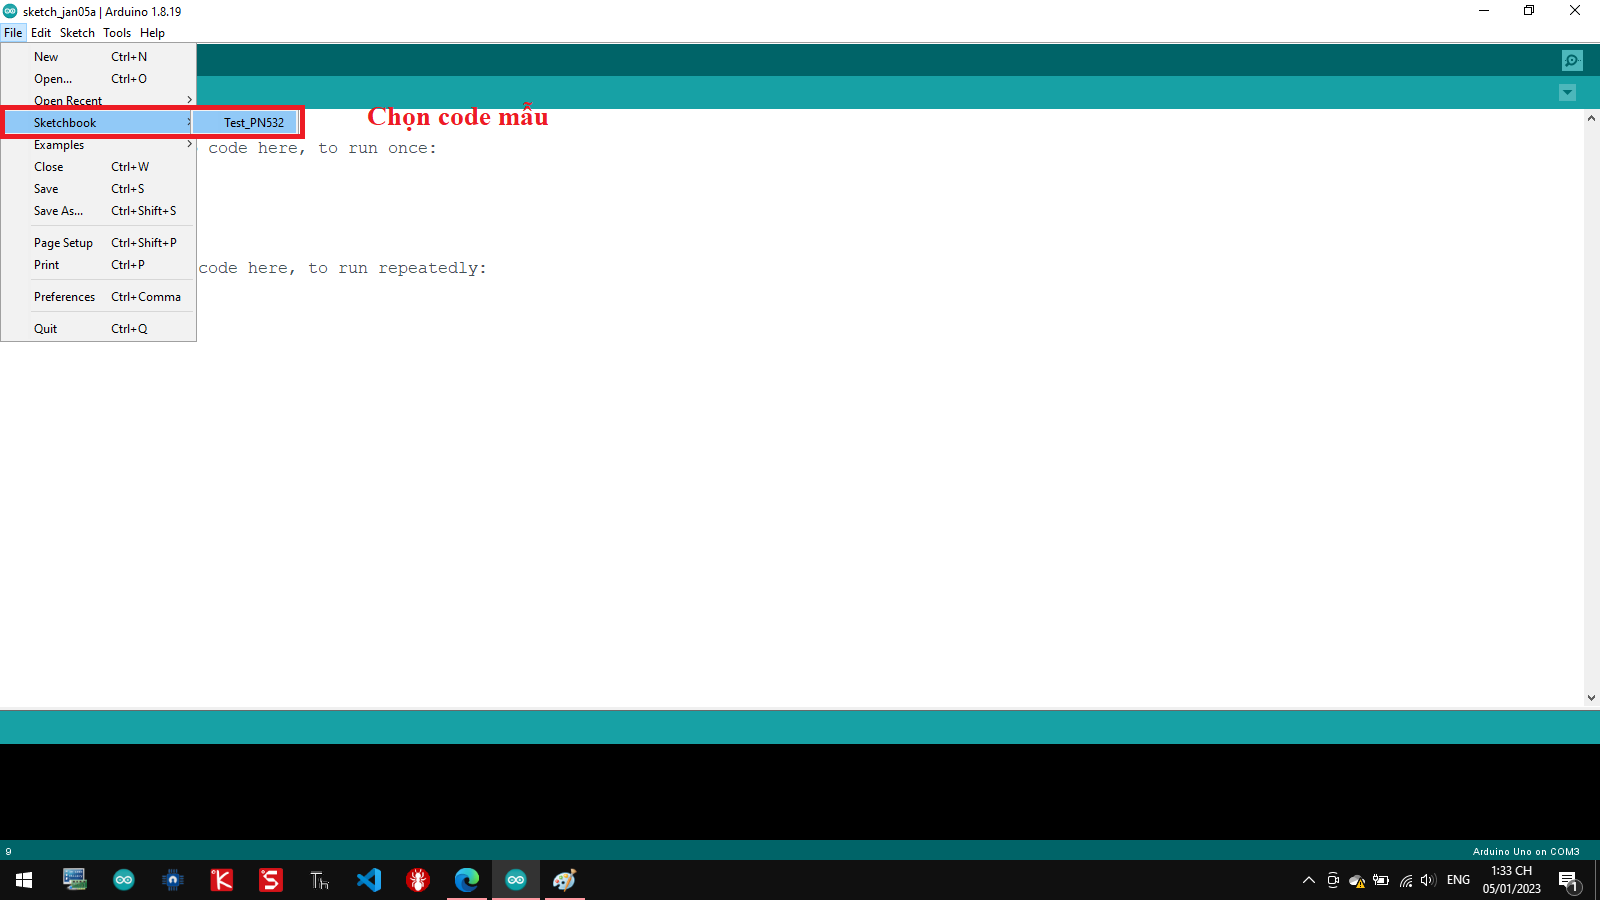 sketch_jan05a | Arduino 1.8.19
File Edit Sketch Tools Help
New Ctrl+N
Open... Ctrl+O
Open Recent
Sketchbook Test_PN532
Chọn code mẫu
Examples
code here, to run once:
Close Ctrl+W
Save Ctrl+S
Save As... Ctrl+Shift+S
Page Setup Ctrl+Shift+P
Print Ctrl+P
code here, to run repeatedly:
Preferences Ctrl+Comma
Quit Ctrl+Q
9 Arduino Uno on COM3
K S Th
ENG
1:33 CH
05/01/2023
1